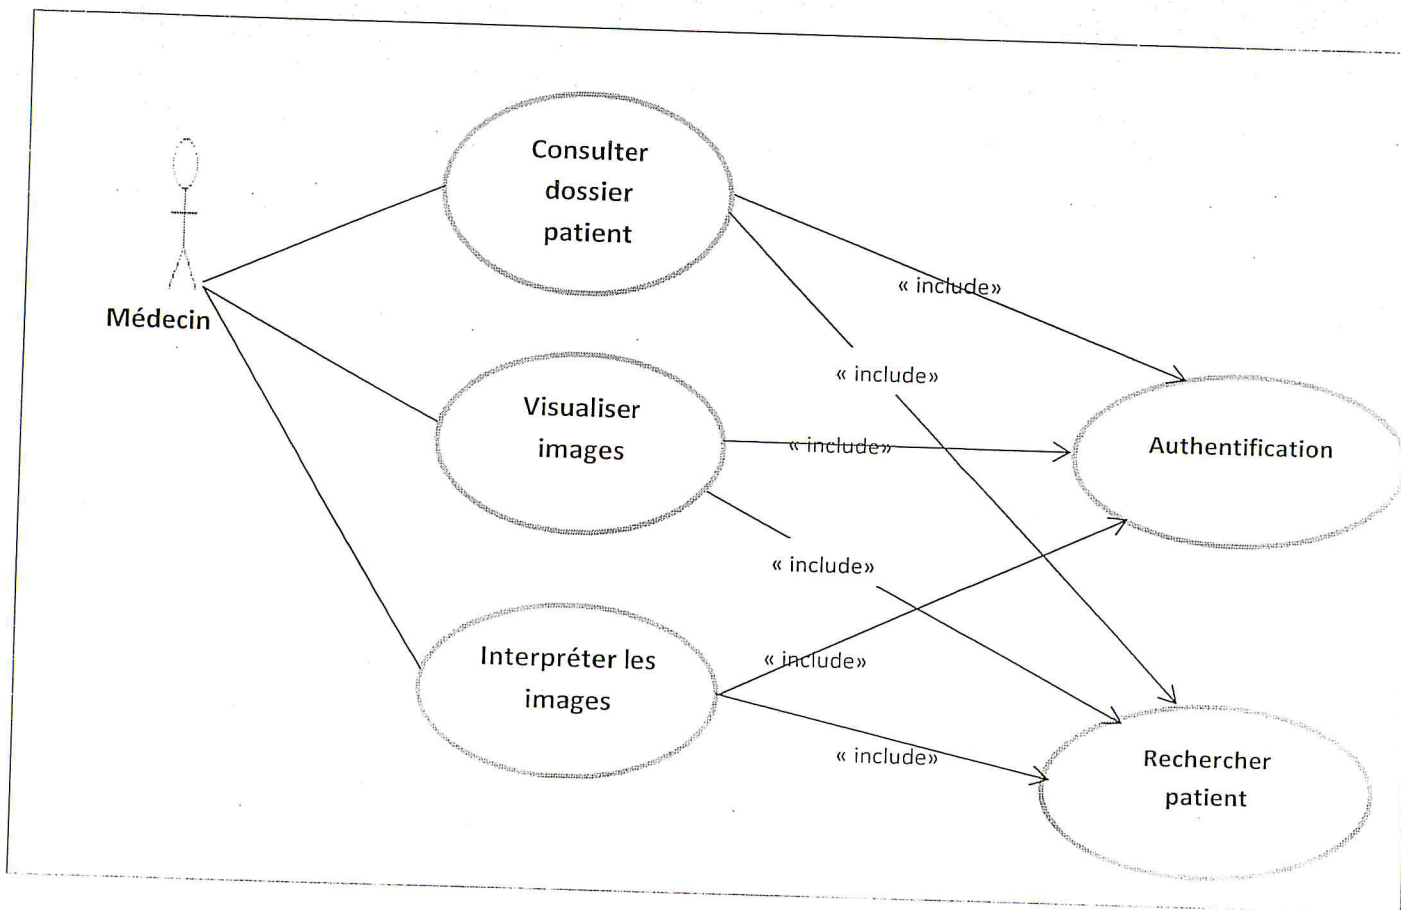 Consulter
dossier
patient
« include»
Médecin
« include»
Visualiser
images
« include»
Authentification
« include»
Interpréter les
images
« include»
« include»
Rechercher
patient